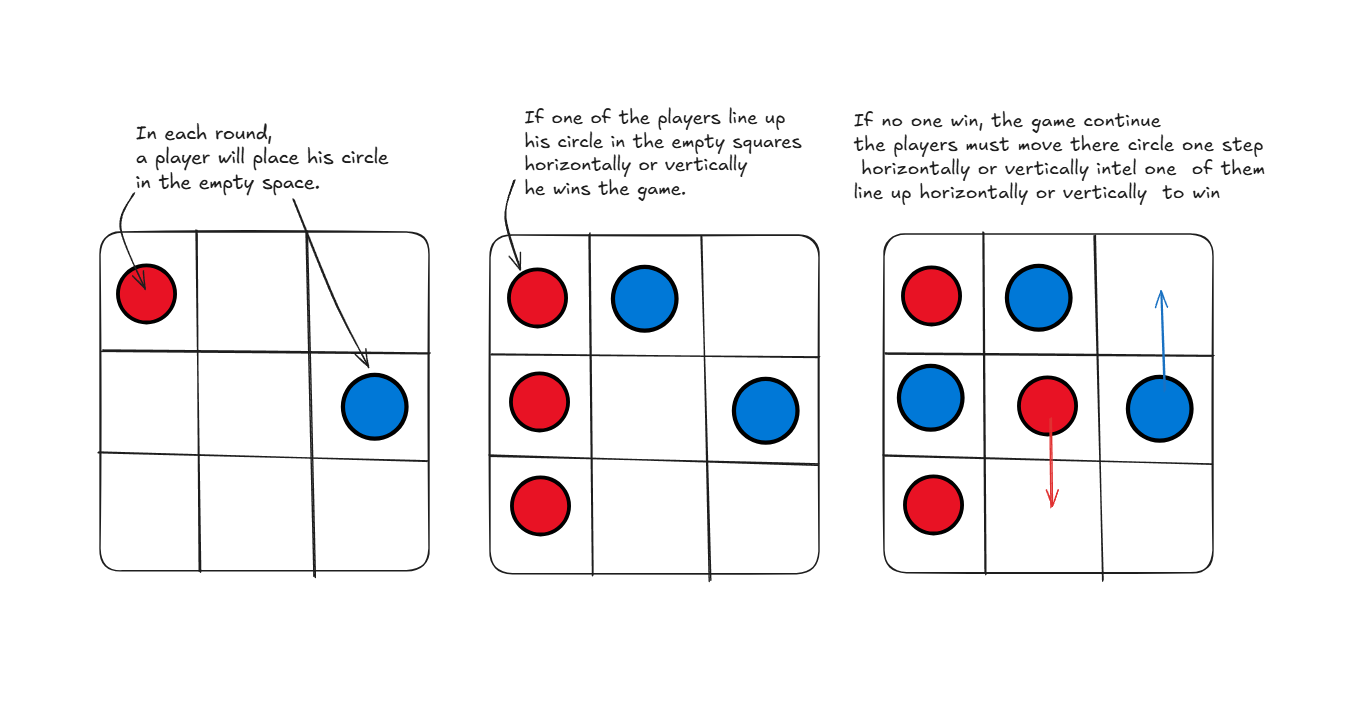 In each round,
a player will place his circle
in the empty space.
If one of the players line up
his circle in the empty squares
horizontally or vertically
he wins the game.
If no one win, the game continue
the players must move there circle one step
horizontally or vertically intel one of them
line up horizontally or vertically to win